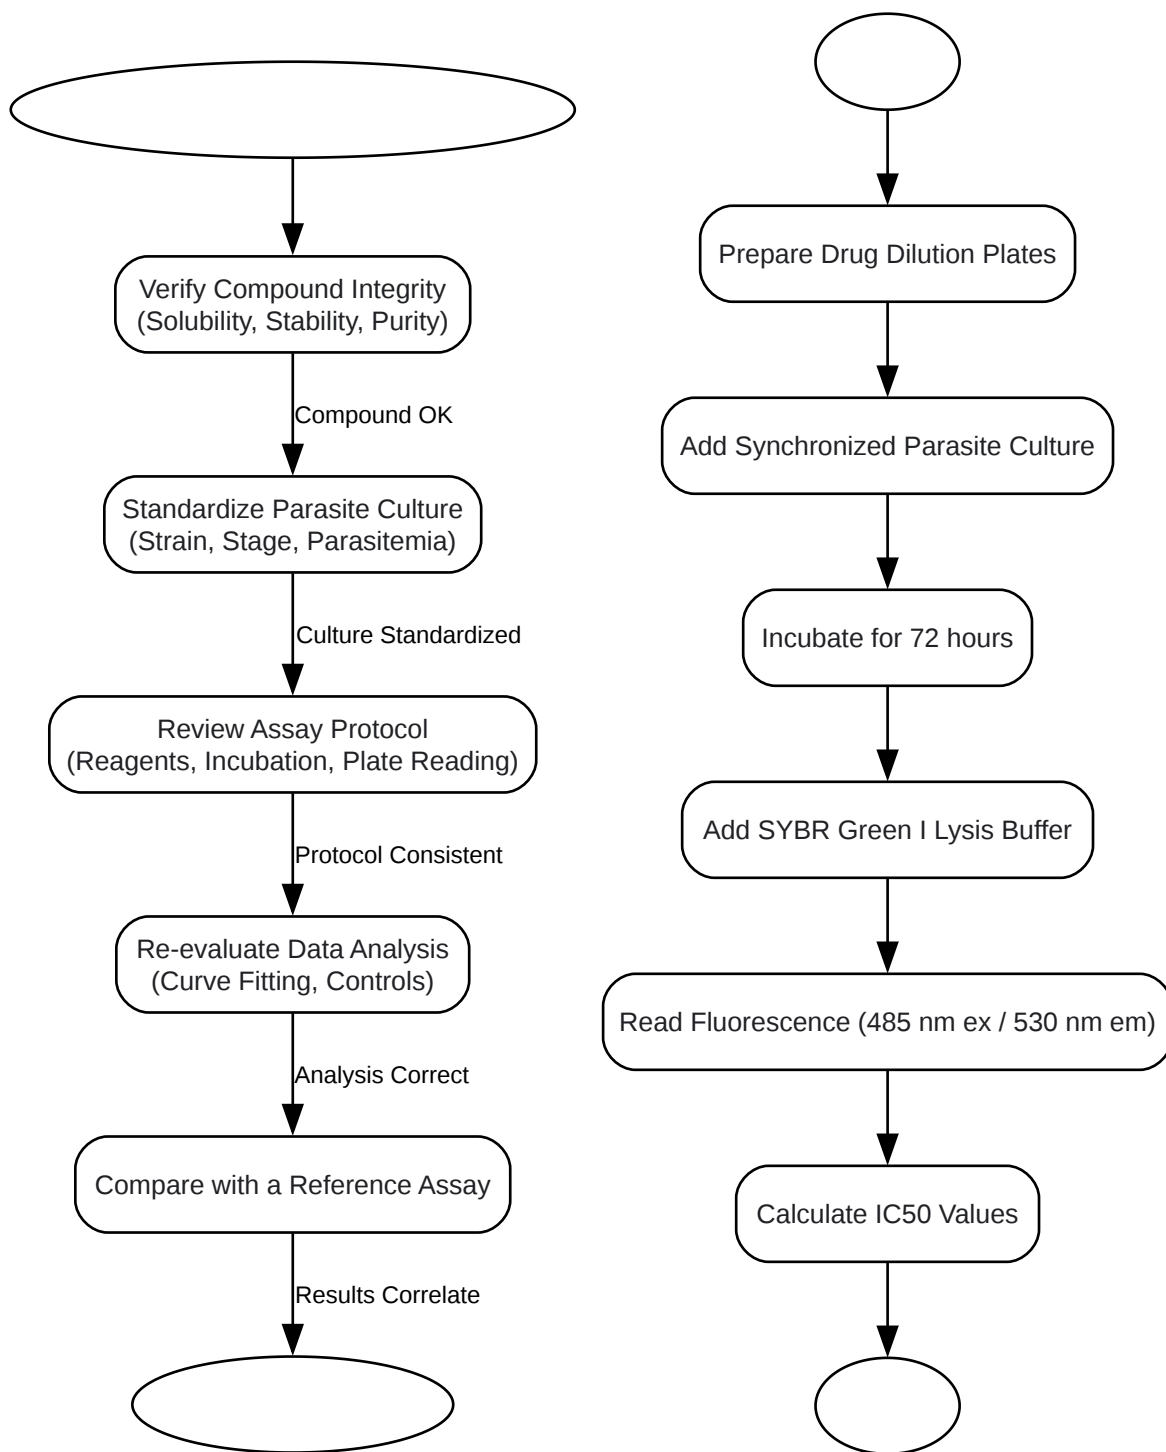 Verify Compound Integrity
(Solubility, Stability, Purity)
Compound OK
Standardize Parasite Culture
(Strain, Stage, Parasitemia)
Culture Standardized
Review Assay Protocol
(Reagents, Incubation, Plate Reading)
Protocol Consistent
Re-evaluate Data Analysis
(Curve Fitting, Controls)
Analysis Correct
Compare with a Reference Assay
Results Correlate
Prepare Drug Dilution Plates
Add Synchronized Parasite Culture
Incubate for 72 hours
Add SYBR Green I Lysis Buffer
Read Fluorescence (485 nm ex / 530 nm em)
Calculate IC50 Values